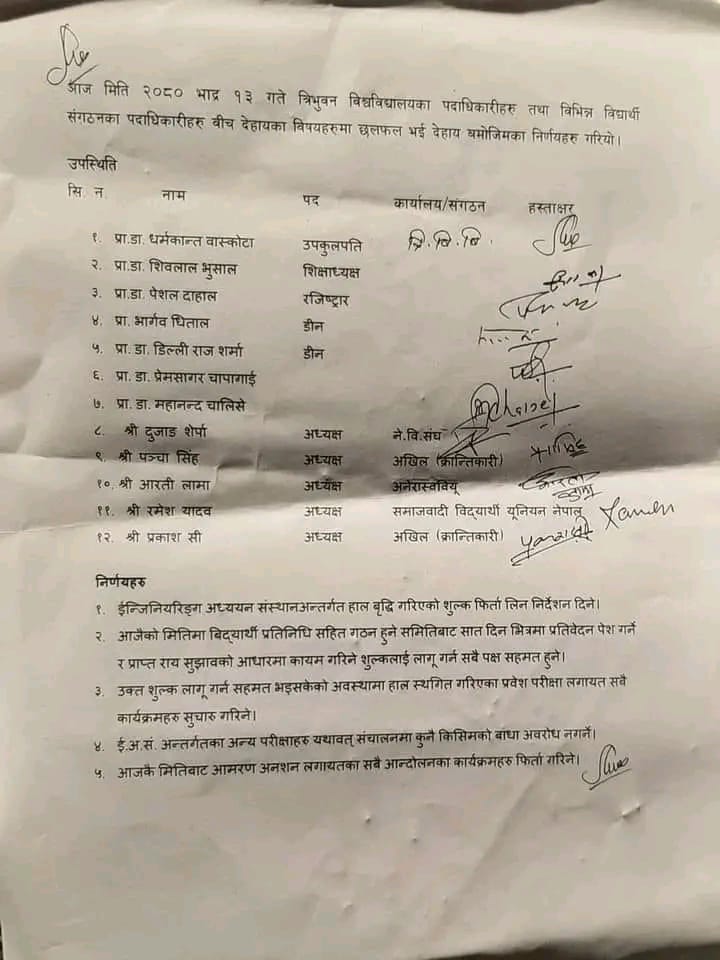 आज मिति २०८० भाद्र १३ गते त्रिभुवन विश्वविद्यालयका पदाधिकारीहरु तथा विभिन्न विद्यार्थी
संगठनका पदाधिकारीहरु बीच देहायका विषयहरुमा छलफल भई देहाय बमोजिमका निर्णयहरु गरियो।
उपस्थिति
सि. न. नाम पद कार्यालय/संगठन हस्ताक्षर
१. प्रा.डा. धर्मकान्त वास्कोटा उपकुलपति त्रि.वि.वि.
२. प्रा.डा. शिवलाल भुसाल शिक्षाध्यक्ष
३. प्रा.डा. पेशल दाहाल रजिष्ट्रार
४. प्रा. भार्गव धिताल डीन
५. प्रा. डा. डिल्ली राज शर्मा डीन
६. प्रा. डा. प्रेमसागर चापागाई
७. प्रा. डा. महानन्द चालिसे
८. श्री दुजाङ शेर्पा अध्यक्ष ने.वि.संघ
९. श्री पञ्चा सिंह अध्यक्ष अखिल (क्रान्तिकारी)
१०. श्री आरती लामा अध्यक्ष अनेरास्ववियू
११. श्री रमेश यादव अध्यक्ष समाजवादी विद्यार्थी यूनियन नेपाल
१२. श्री प्रकाश सी अध्यक्ष अखिल (क्रान्तिकारी)
निर्णयहरु
१. ईन्जिनियरिङ्ग अध्ययन संस्थानअन्तर्गत हाल बृद्धि गरिएको शुल्क फिर्ता लिन निर्देशन दिने।
२. आजैको मितिमा बिद्यार्थी प्रतिनिधि सहित गठन हुने समितिबाट सात दिन भित्रमा प्रतिवेदन पेश गर्ने
र प्राप्त राय सुझावको आधारमा कायम गरिने शुल्कलाई लागू गर्न सबै पक्ष सहमत हुने।
३. उक्त शुल्क लागू गर्न सहमत भइसकेको अवस्थामा हाल स्थगित गरिएका प्रवेश परीक्षा लगायत सबै
कार्यक्रमहरु सुचारु गरिने।
४. ई.अ.सं. अन्तर्गतका अन्य परीक्षाहरु यथावत् संचालनमा कुनै किसिमको बाधा अवरोध नगर्ने।
५. आजकै मितिबाट आमरण अनशन लगायतका सबै आन्दोलनका कार्यक्रमहरु फिर्ता गरिने।